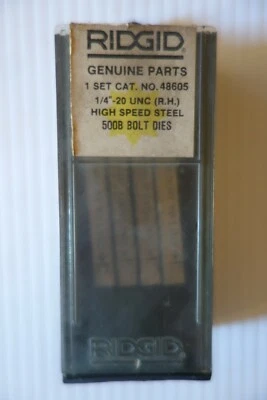 RIDGID
GENUINE PARTS
1 SET CAT. NO. 48605
1/4"-20 UNC (R.H.)
HIGH SPEED STEEL
500B BOLT DIES
RIDGID